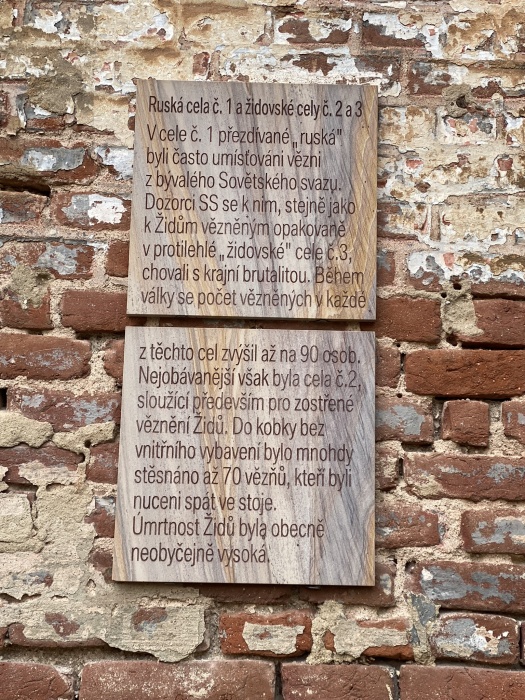 Ruská cela č. 1 a židovské cely č. 2 a 3
V cele č. 1 přezdívané „ruská"
byli často umísťováni vězni
z bývalého Sovětského svazu.
Dozorci SS se k nim, stejně jako
k Židům vězněným opakovaně
v protilehlé „židovské" cele č.3,
chovali s krajní brutalitou. Během
války se počet vězněných v každé
z těchto cel zvýšil až na 90 osob.
Nejobávanější však byla cela č.2,
sloužící především pro zostřené
věznění Židů. Do kobky bez
vnitřního vybavení bylo mnohdy
stěsnáno až 70 vězňů, kteří byli
nuceni spát ve stoje.
Úmrtnost Židů byla obecně
neobyčejně vysoká.